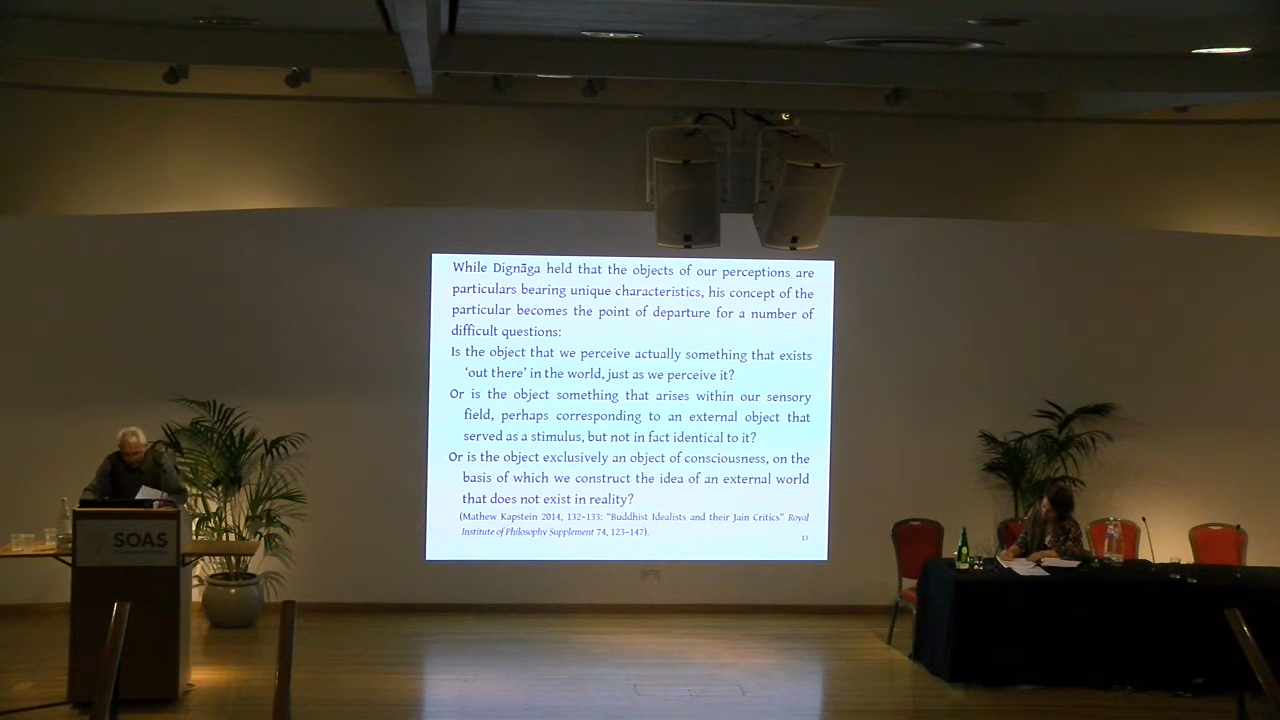 While Dignāga held that the objects of our perceptions are
particulars bearing unique characteristics, his concept of the
particular becomes the point of departure for a number of
difficult questions:
Is the object that we perceive actually something that exists
‘out there’ in the world, just as we perceive it?
Or is the object something that arises within our sensory
field, perhaps corresponding to an external object that
served as a stimulus, but not in fact identical to it?
Or is the object exclusively an object of consciousness, on the
basis of which we construct the idea of an external world
that does not exist in reality?
(Mathew Kapstein 2014, 132–133: “Buddhist Idealists and their Jain Critics” Royal
Institute of Philosophy Supplement 74, 123–147).
13
SOAS